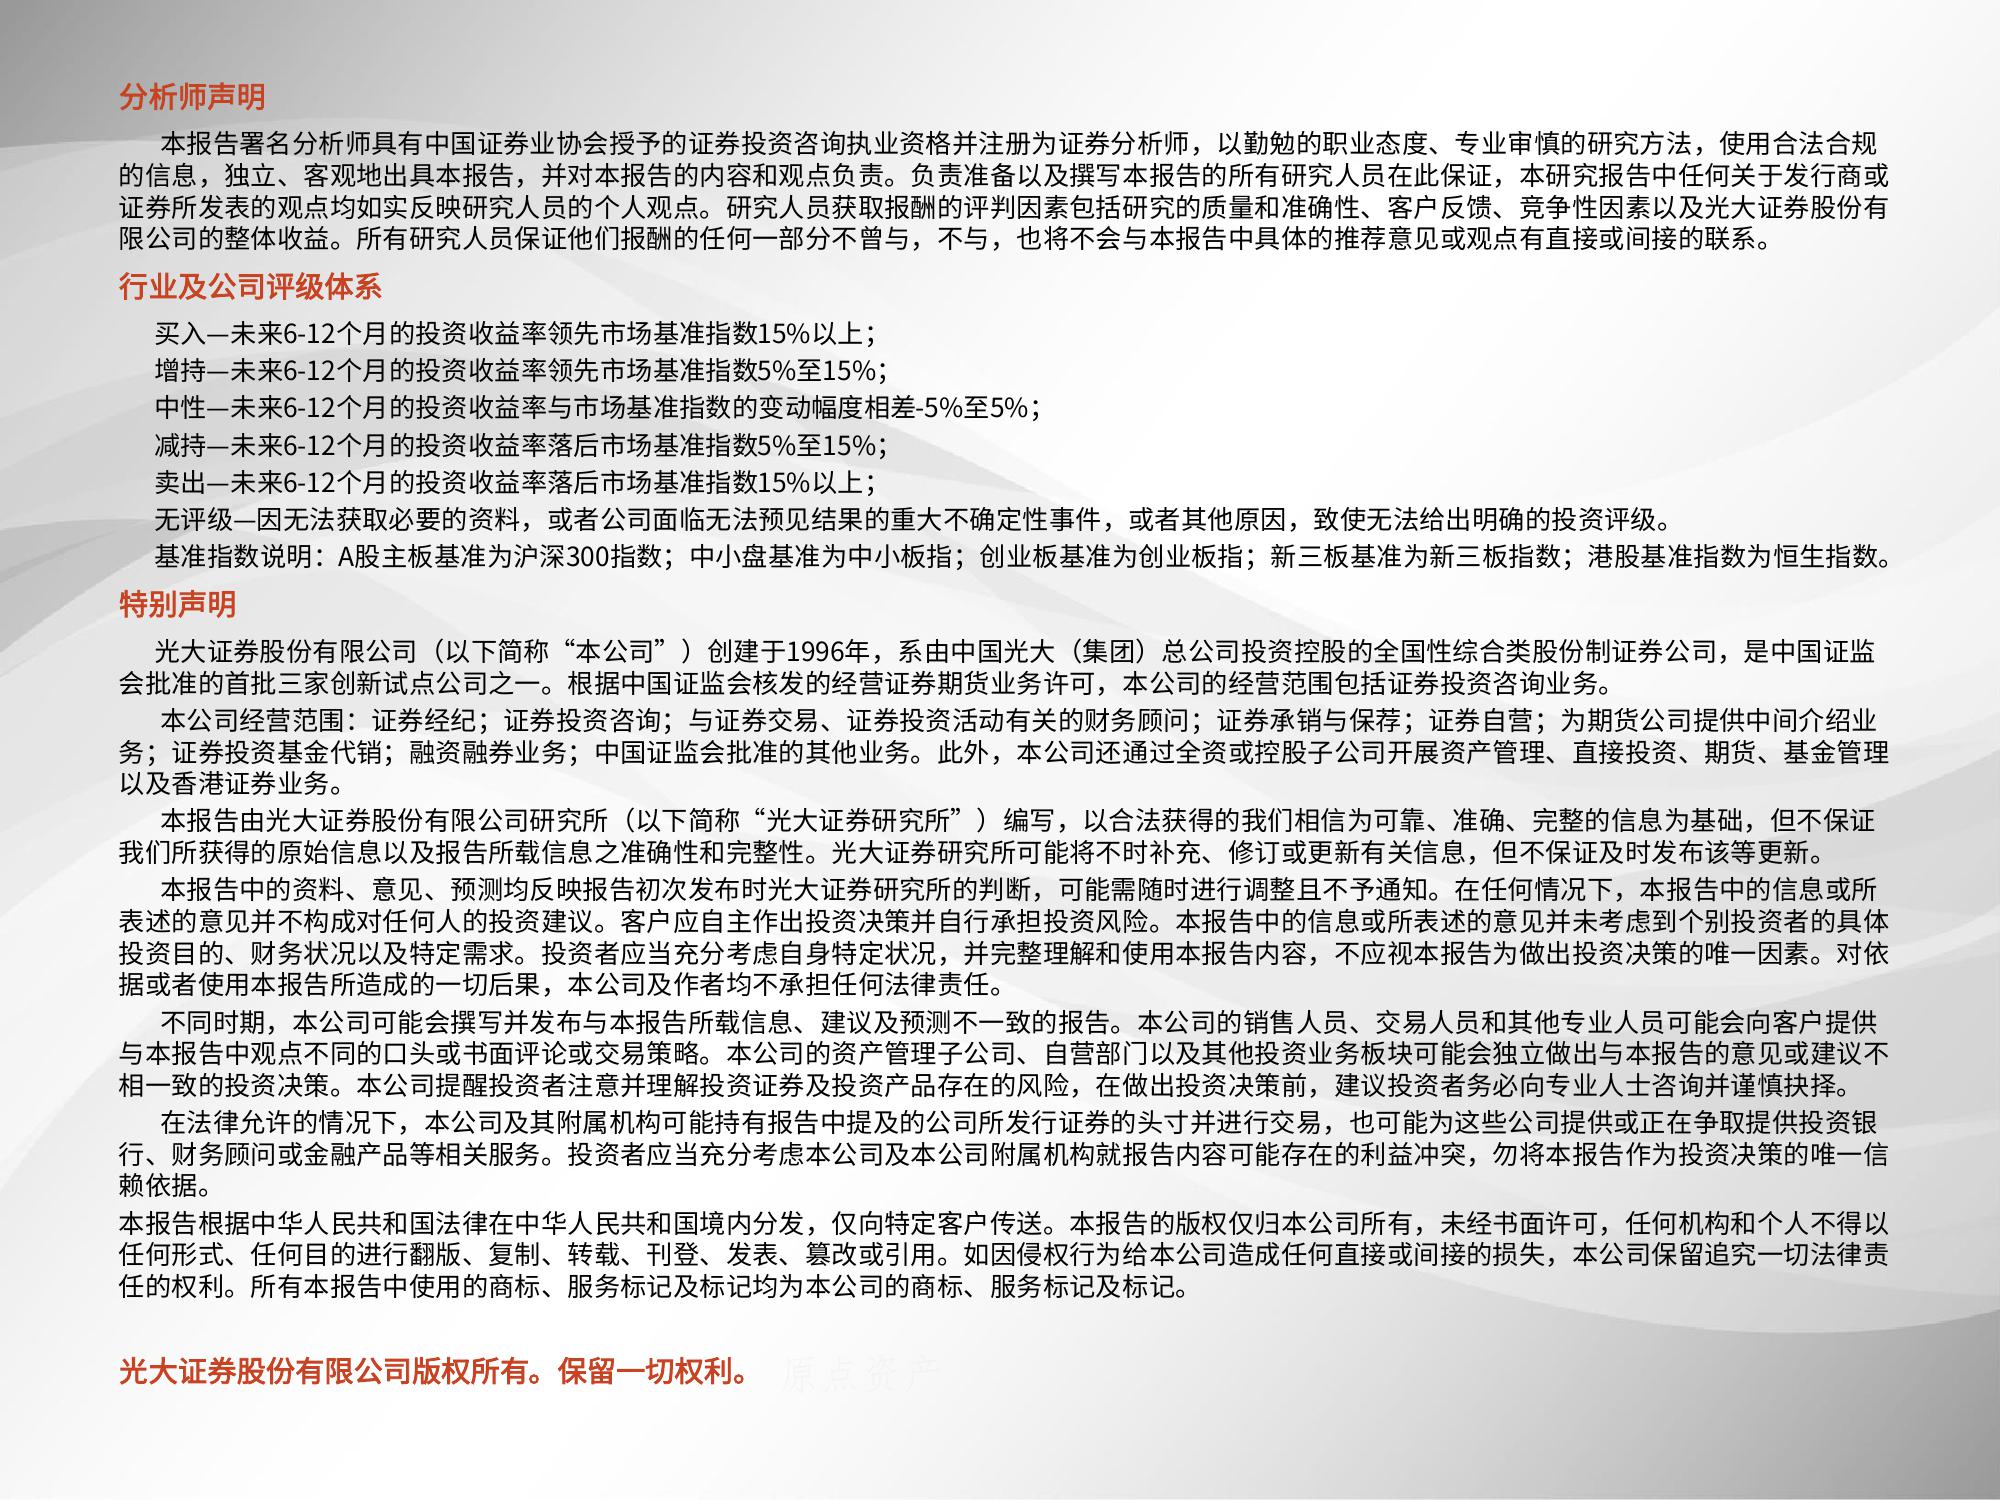 分析师声明
本报告署名分析师具有中国证券业协会授予的证券投资咨询执业资格并注册为证券分析师，以勤勉的职业态度、专业审慎的研究方法，使用合法合规
的信息，独立、客观地出具本报告，并对本报告的内容和观点负责。负责准备以及撰写本报告的所有研究人员在此保证，本研究报告中任何关于发行商或
证券所发表的观点均如实反映研究人员的个人观点。研究人员获取报酬的评判因素包括研究的质量和准确性、客户反馈、竞争性因素以及光大证券股份有
限公司的整体收益。所有研究人员保证他们报酬的任何一部分不曾与，不与，也将不会与本报告中具体的推荐意见或观点有直接或间接的联系。
行业及公司评级体系
买入—未来6-12个月的投资收益率领先市场基准指数15%以上；
增持—未来6-12个月的投资收益率领先市场基准指数5%至15%；
中性—未来6-12个月的投资收益率与市场基准指数的变动幅度相差-5%至5%；
减持—未来6-12个月的投资收益率落后市场基准指数5%至15%；
卖出—未来6-12个月的投资收益率落后市场基准指数15%以上；
无评级—因无法获取必要的资料，或者公司面临无法预见结果的重大不确定性事件，或者其他原因，致使无法给出明确的投资评级。
基准指数说明：A股主板基准为沪深300指数；中小盘基准为中小板指；创业板基准为创业板指；新三板基准为新三板指数；港股基准指数为恒生指数。
特别声明
光大证券股份有限公司（以下简称“本公司”）创建于1996年，系由中国光大（集团）总公司投资控股的全国性综合类股份制证券公司，是中国证监
会批准的首批三家创新试点公司之一。根据中国证监会核发的经营证券期货业务许可，本公司的经营范围包括证券投资咨询业务。
本公司经营范围：证券经纪；证券投资咨询；与证券交易、证券投资活动有关的财务顾问；证券承销与保荐；证券自营；为期货公司提供中间介绍业
务；证券投资基金代销；融资融券业务；中国证监会批准的其他业务。此外，本公司还通过全资或控股子公司开展资产管理、直接投资、期货、基金管理
以及香港证券业务。
本报告由光大证券股份有限公司研究所（以下简称“光大证券研究所”）编写，以合法获得的我们相信为可靠、准确、完整的信息为基础，但不保证
我们所获得的原始信息以及报告所载信息之准确性和完整性。光大证券研究所可能将不时补充、修订或更新有关信息，但不保证及时发布该等更新。
本报告中的资料、意见、预测均反映报告初次发布时光大证券研究所的判断，可能需随时进行调整且不予通知。在任何情况下，本报告中的信息或所
表述的意见并不构成对任何人的投资建议。客户应自主作出投资决策并自行承担投资风险。本报告中的信息或所表述的意见并未考虑到个别投资者的具体
投资目的、财务状况以及特定需求。投资者应当充分考虑自身特定状况，并完整理解和使用本报告内容，不应视本报告为做出投资决策的唯一因素。对依
据或者使用本报告所造成的一切后果，本公司及作者均不承担任何法律责任。
不同时期，本公司可能会撰写并发布与本报告所载信息、建议及预测不一致的报告。本公司的销售人员、交易人员和其他专业人员可能会向客户提供
与本报告中观点不同的口头或书面评论或交易策略。本公司的资产管理子公司、自营部门以及其他投资业务板块可能会独立做出与本报告的意见或建议不
相一致的投资决策。本公司提醒投资者注意并理解投资证券及投资产品存在的风险，在做出投资决策前，建议投资者务必向专业人士咨询并谨慎抉择。
在法律允许的情况下，本公司及其附属机构可能持有报告中提及的公司所发行证券的头寸并进行交易，也可能为这些公司提供或正在争取提供投资银
行、财务顾问或金融产品等相关服务。投资者应当充分考虑本公司及本公司附属机构就报告内容可能存在的利益冲突，勿将本报告作为投资决策的唯一信
赖依据。
本报告根据中华人民共和国法律在中华人民共和国境内分发，仅向特定客户传送。本报告的版权仅归本公司所有，未经书面许可，任何机构和个人不得以
任何形式、任何目的进行翻版、复制、转载、刊登、发表、篡改或引用。如因侵权行为给本公司造成任何直接或间接的损失，本公司保留追究一切法律责
任的权利。所有本报告中使用的商标、服务标记及标记均为本公司的商标、服务标记及标记。
光大证券股份有限公司版权所有。保留一切权利。
原点资产